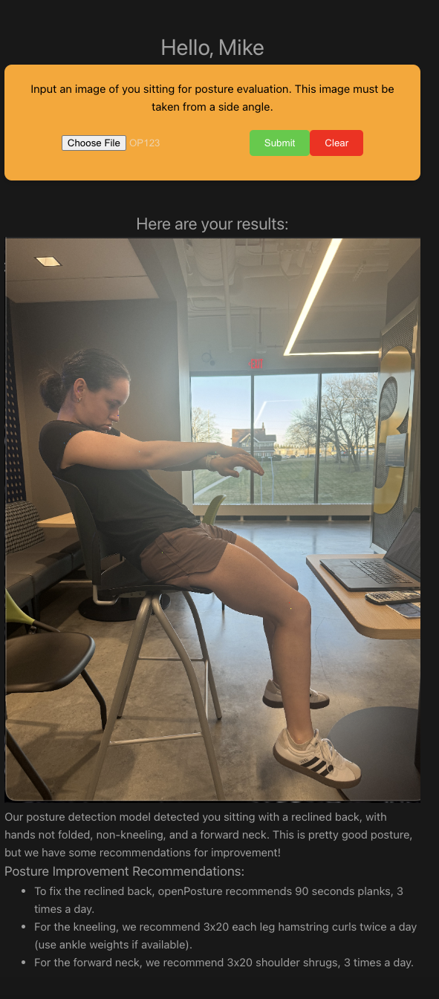 Hello, Mike
Input an image of you sitting for posture evaluation. This image must be
taken from a side angle.
Choose File OP123
Submit
Clear
Here are your results:
Our posture detection model detected you sitting with a reclined back, with
hands not folded, non-kneeling, and a forward neck. This is pretty good posture,
but we have some recommendations for improvement!
Posture Improvement Recommendations:
• To fix the reclined back, openPosture recommends 90 seconds planks, 3
times a day.
• For the kneeling, we recommend 3x20 each leg hamstring curls twice a day
(use ankle weights if available).
• For the forward neck, we recommend 3x20 shoulder shrugs, 3 times a day.